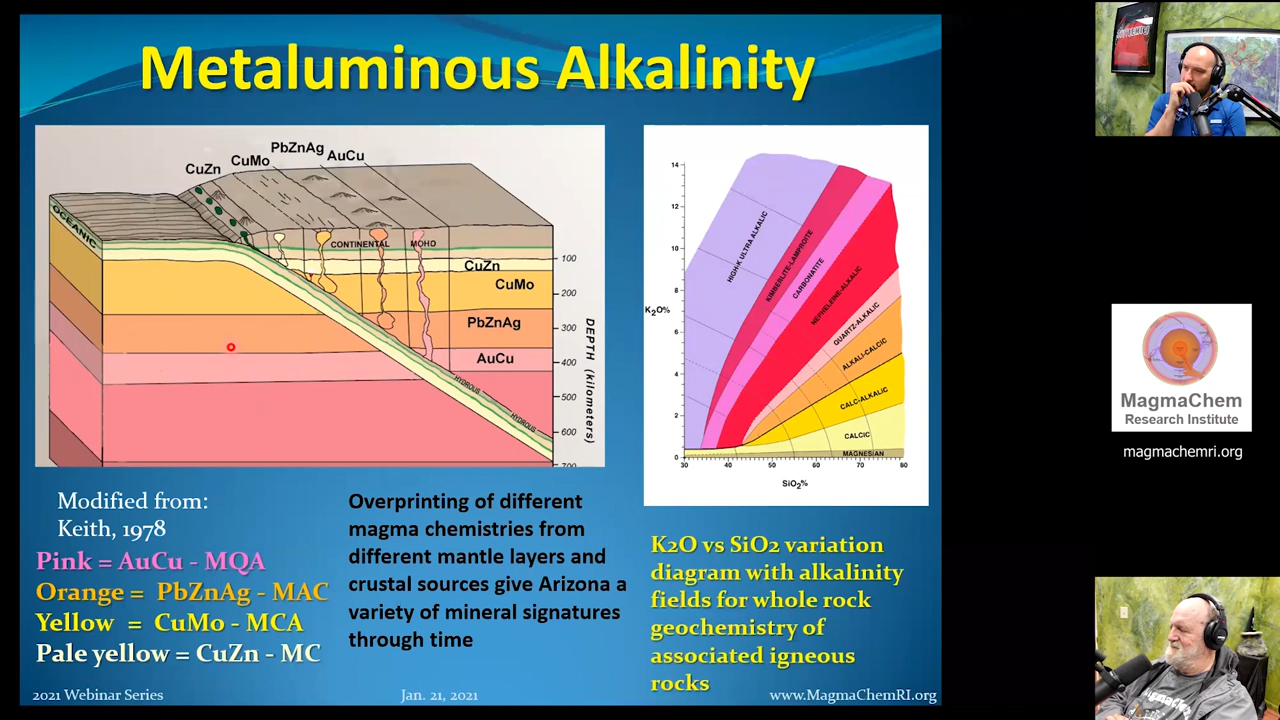 Metaluminous Alkalinity
PbZnAg
CuMo
AuCu
CuZn
OCEANIC
CONTINENTAL
MOHO
CuZn
CuMo
PbZnAg
AuCu
HYDROUS
HYDROUS
100
200
300
400
500
600
700
DEPTH (kilometers)
14
12
10
8
6
4
2
0
K2O%
HIGH-K ULTRA ALKALIC
KIMBERLITE-LAMPROITE
CARBONATITE
NEPHELEINE-ALKALIC
QUARTZ-ALKALIC
ALKALI-CALCIC
CALC-ALKALIC
CALCIC
MAGNESIAN
30 40 50 60 70 80
SiO2%
Modified from:
Keith, 1978
Pink = AuCu - MQA
Orange = PbZnAg - MAC
Yellow = CuMo - MCA
Pale yellow = CuZn - MC
Overprinting of different
magma chemistries from
different mantle layers and
crustal sources give Arizona a
variety of mineral signatures
through time
K2O vs SiO2 variation
diagram with alkalinity
fields for whole rock
geochemistry of
associated igneous
rocks
2021 Webinar Series
Jan. 21, 2021
www.MagmaChemRI.org
MagmaChem
Research Institute
magmachemri.org